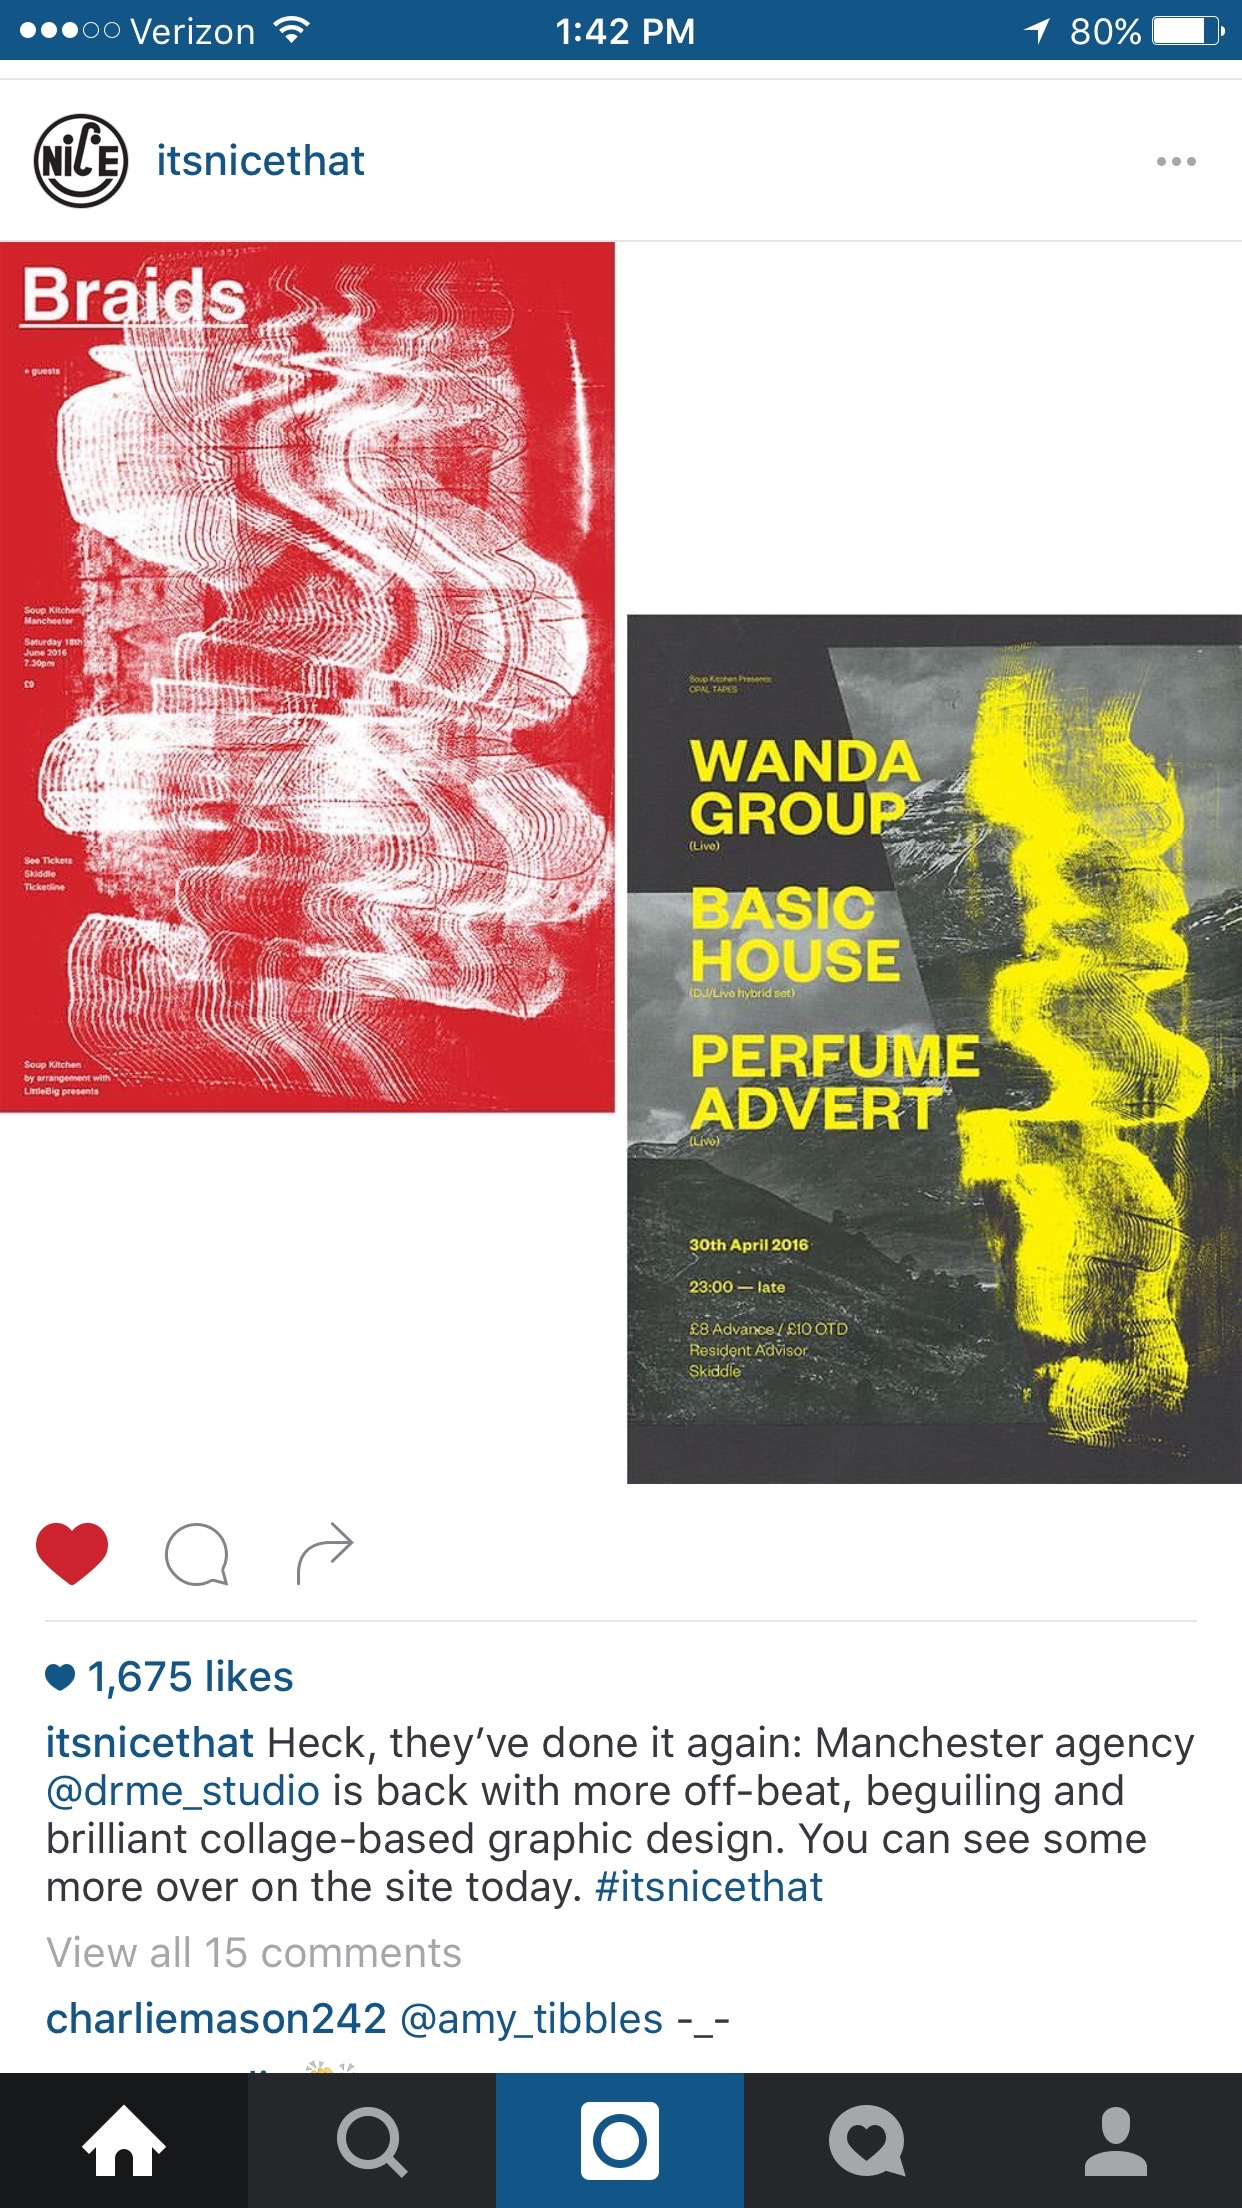 Verizon 1:42 PM 80%
NICE
itsnicethat
Braids
+ guests
Soup Kitchen
Manchester
Saturday 18th
June 2016
7.30pm
£9
See Tickets
Skiddle
Ticketline
Soup Kitchen
by arrangement with
LittleBig presents
Soup Kitchen Presents:
OPAL TAPES
WANDA
GROUP
(Live)
BASIC
HOUSE
(DJ/Live hybrid set)
PERFUME
ADVERT
(Live)
30th April 2016
23:00 — late
£8 Advance / £10 OTD
Resident Advisor
Skiddle
1,675 likes
itsnicethat Heck, they’ve done it again: Manchester agency
@drme_studio is back with more off-beat, beguiling and
brilliant collage-based graphic design. You can see some
more over on the site today. #itsnicethat
View all 15 comments
charliemason242 @amy_tibbles -_-